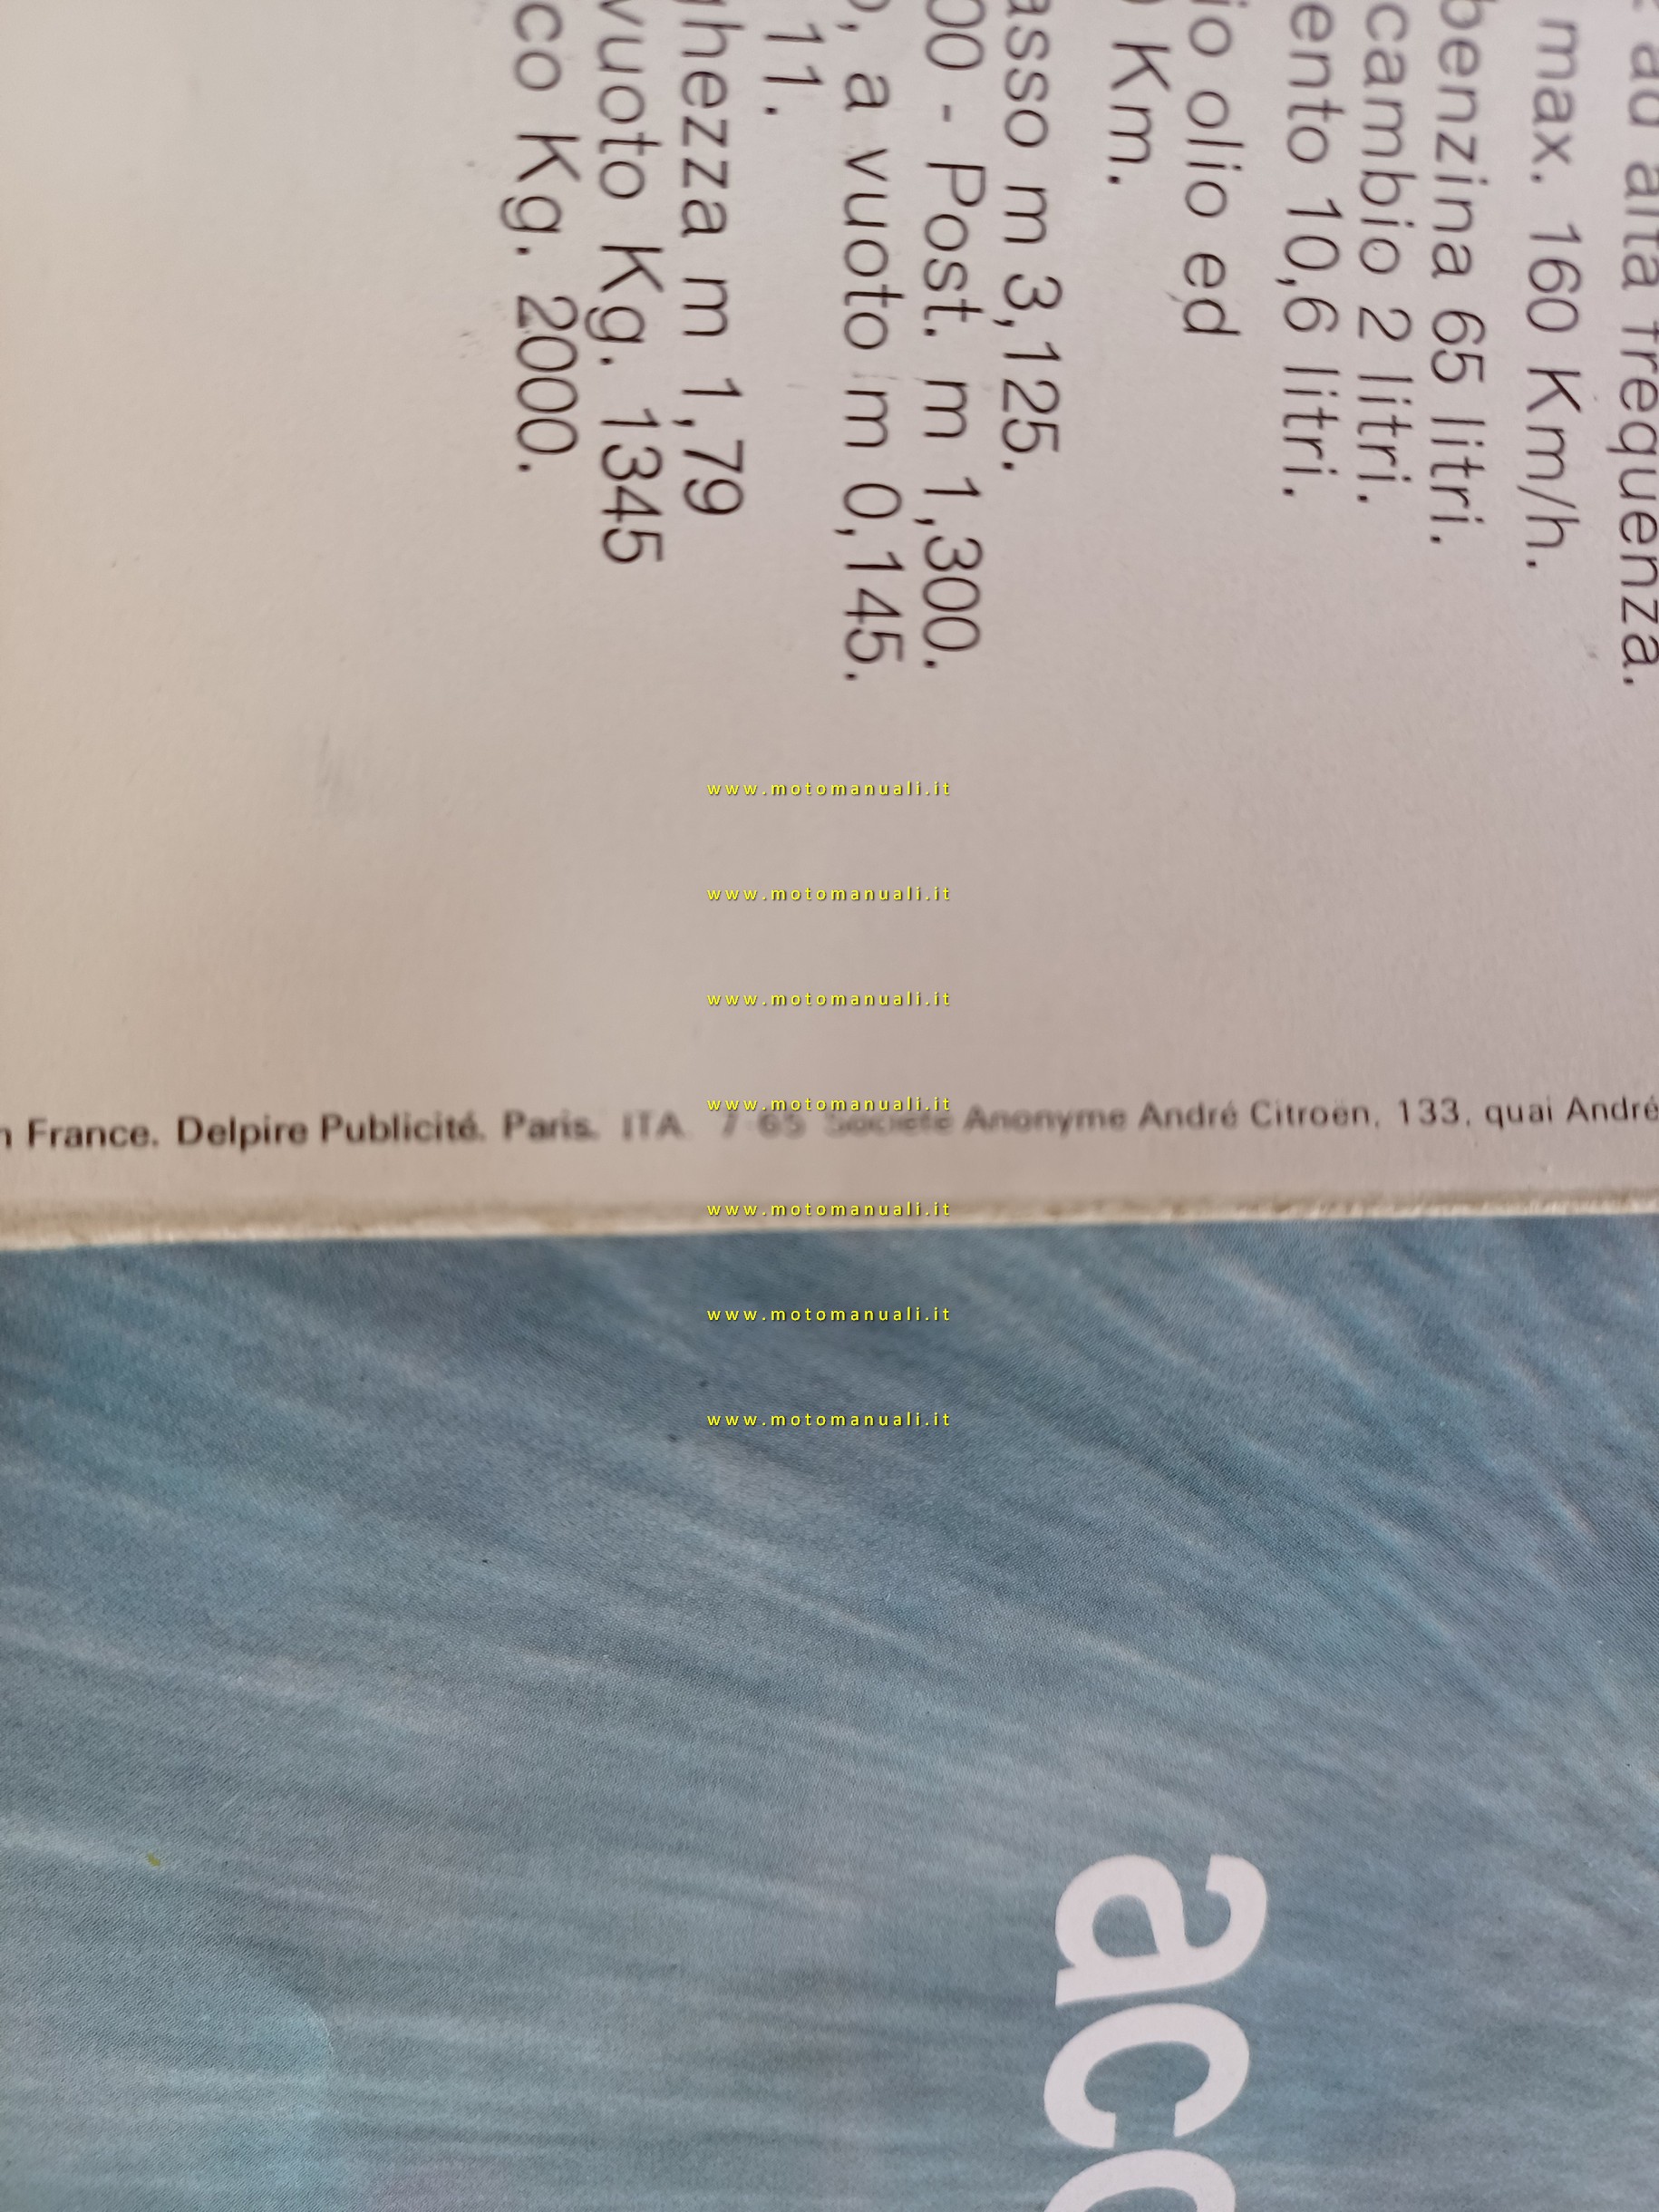 ad alta frequenza.
max. 160 Km/h.
benzina 65 litri.
cambio 2 litri.
ento 10,6 litri.
io olio ed
Km.
asso m 3,125.
00 - Post. m 1,300.
, a vuoto m 0,145.
11.
ghezza m 1,79
vuoto Kg. 1345
co Kg. 2000.
www.motomanuali.it
www.motomanuali.it
www.motomanuali.it
www.motomanuali.it
n France. Delpire Publicité. Paris. ITA. 7 65 Société Anonyme André Citroën, 133, quai André
www.motomanuali.it
www.motomanuali.it
www.motomanuali.it
acc